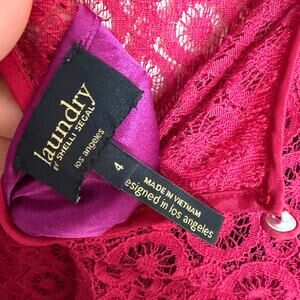 laundry
BY SHELLI SEGAL
los angeles
4
MADE IN VIETNAM
esigned in los angeles